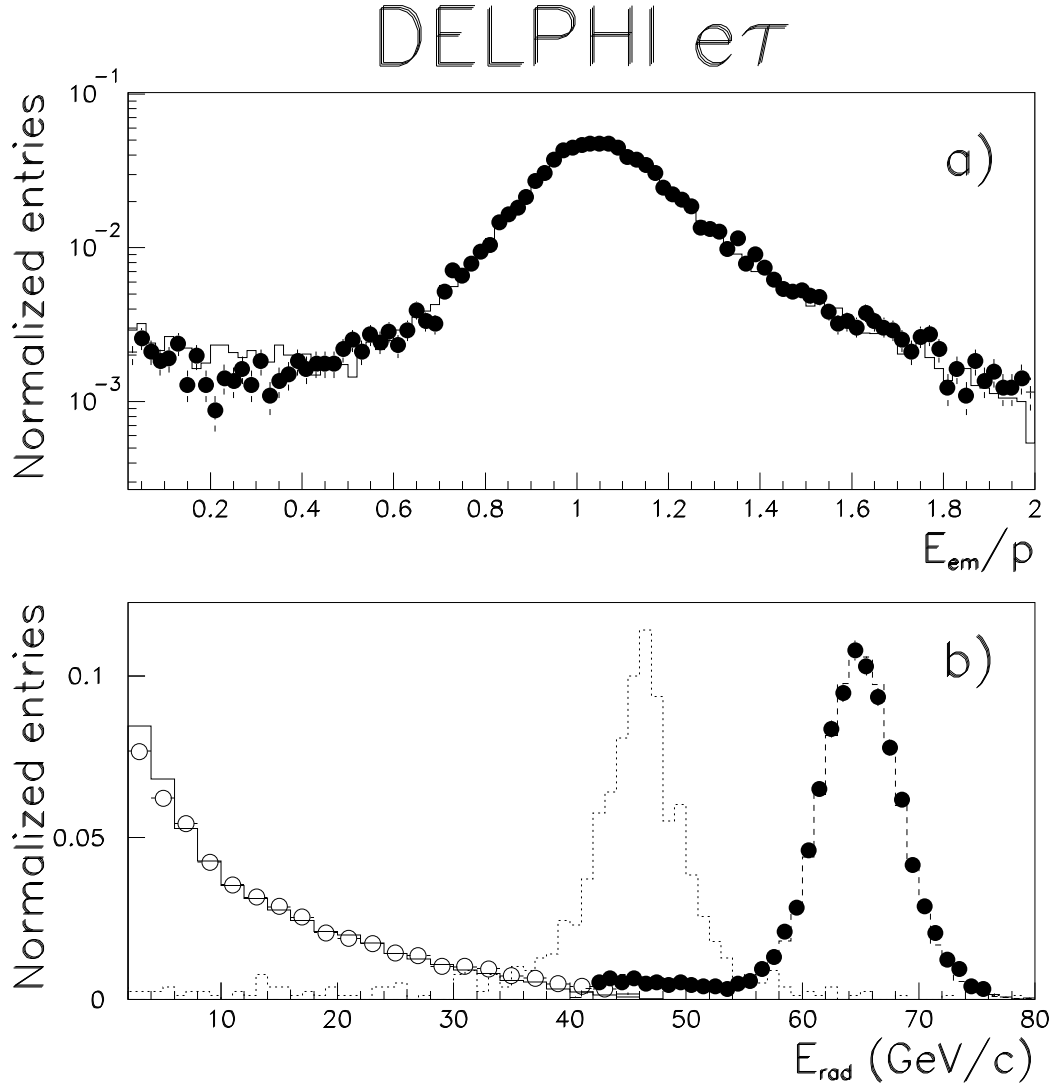 DELPHI eτ
Normalized entries
a)
10⁻¹
10⁻²
10⁻³
0.2 0.4 0.6 0.8 1 1.2 1.4 1.6 1.8 2
E_em/p
Normalized entries
b)
0.1
0.05
0
10 20 30 40 50 60 70 80
E_rad (GeV/c)